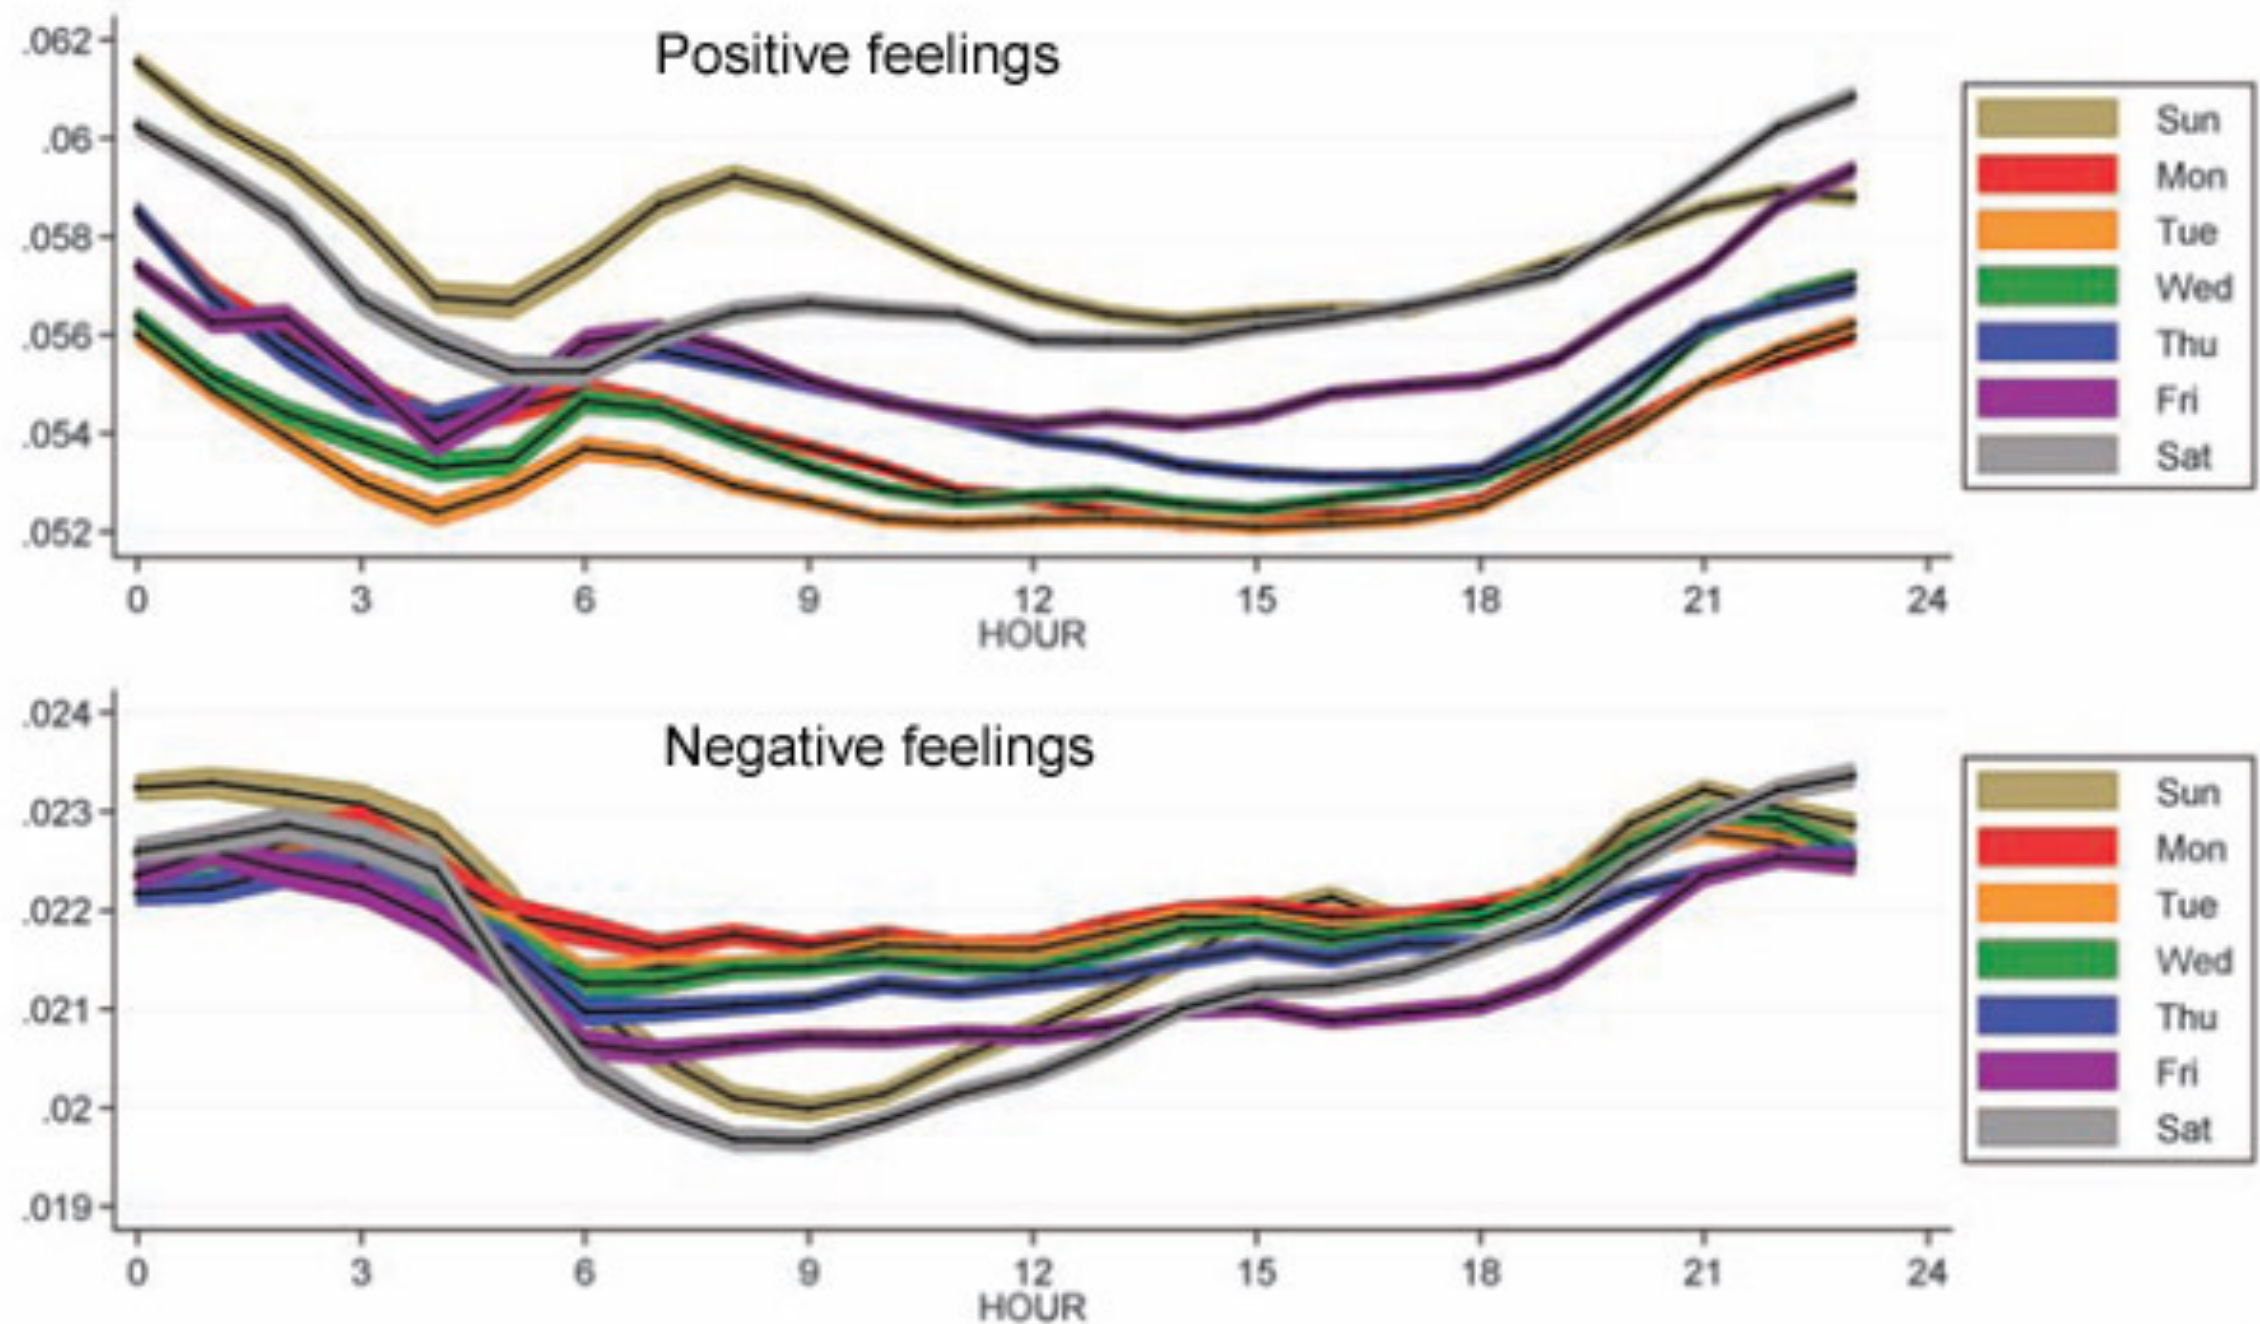 Positive feelings
.062
.06
.058
.056
.054
.052
0 3 6 9 12 15 18 21 24
HOUR
Sun
Mon
Tue
Wed
Thu
Fri
Sat
Negative feelings
.024
.023
.022
.021
.02
.019
0 3 6 9 12 15 18 21 24
HOUR
Sun
Mon
Tue
Wed
Thu
Fri
Sat